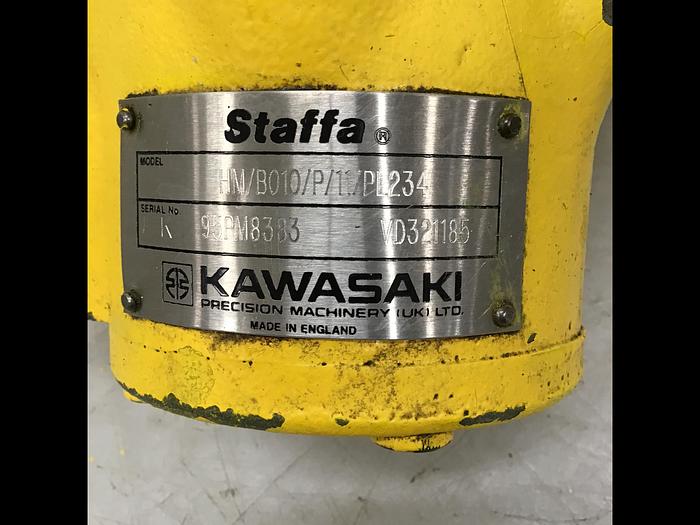 Staffa ®
MODEL
HM/B010/P/11/PL234
SERIAL No
K 95PM8383 VD321185
KAWASAKI
PRECISION MACHINERY (UK) LTD.
MADE IN ENGLAND